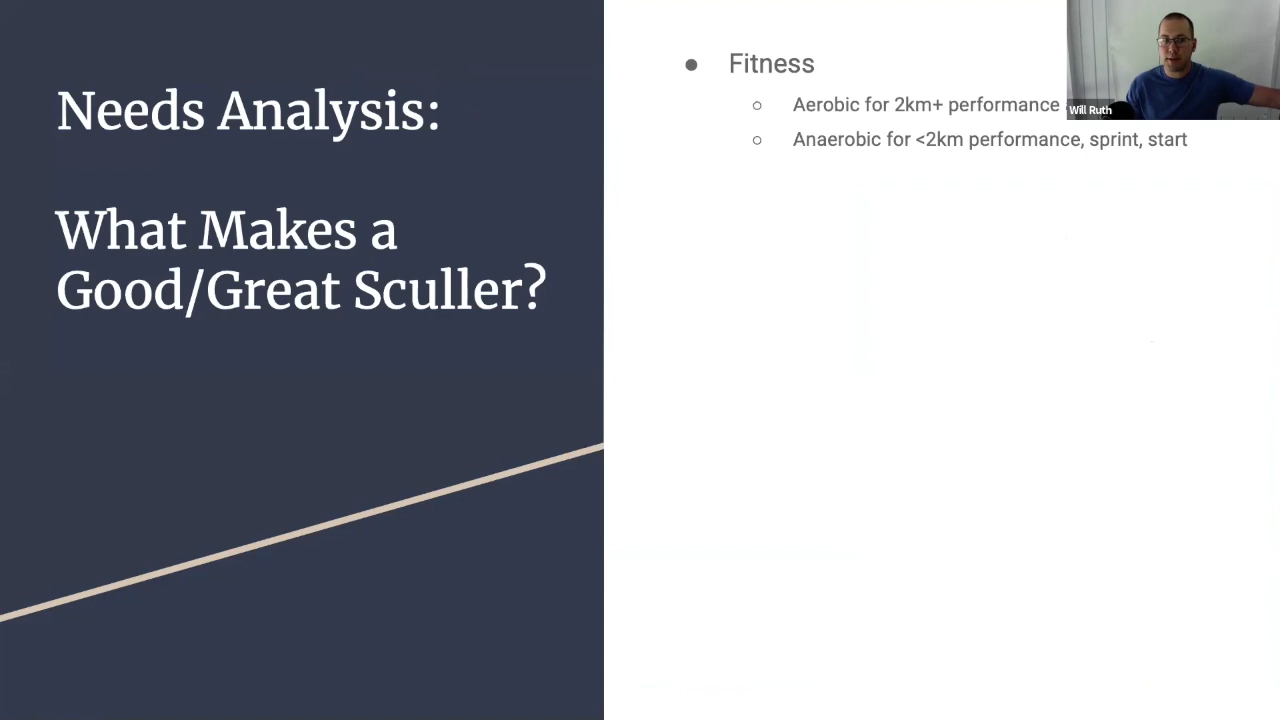 Needs Analysis:
What Makes a
Good/Great Sculler?
● Fitness
○ Aerobic for 2km+ performance
○ Anaerobic for <2km performance, sprint, start
Will Ruth